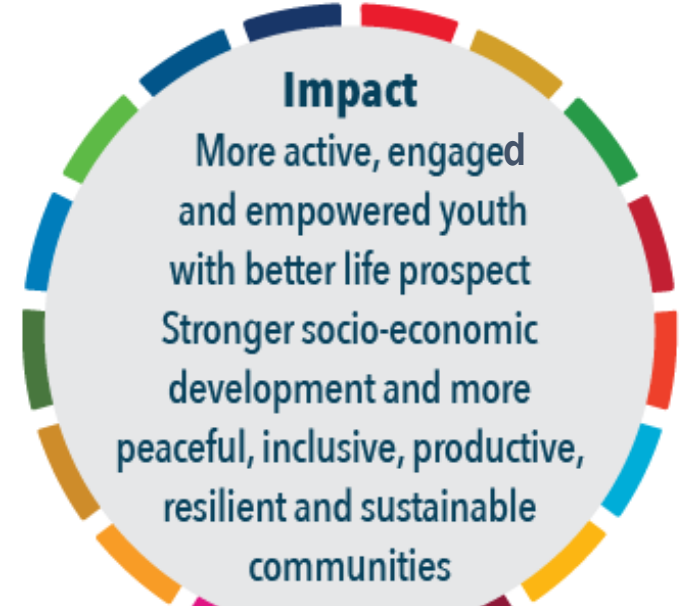 Impact
More active, engaged
and empowered youth
with better life prospect
Stronger socio-economic
development and more
peaceful, inclusive, productive,
resilient and sustainable
communities